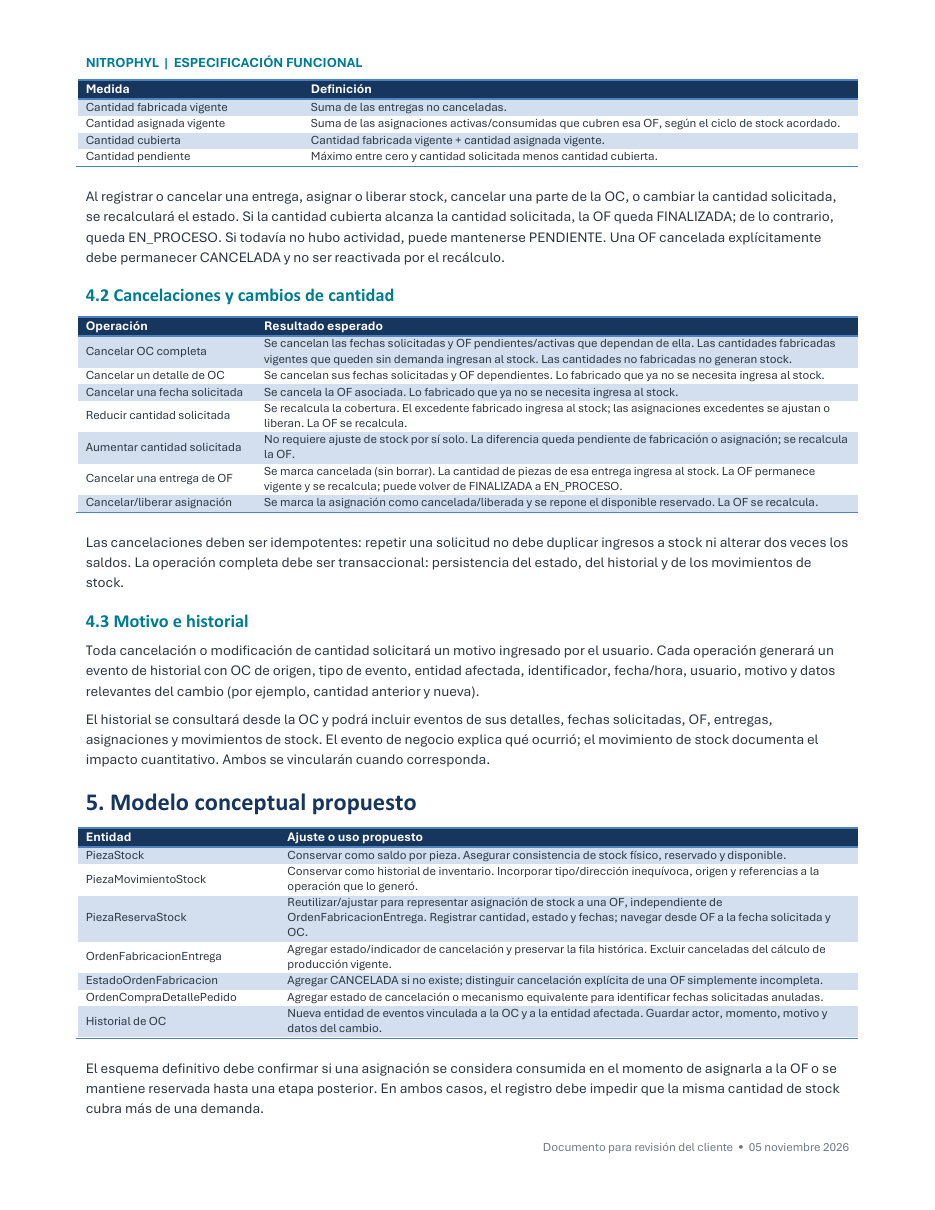 NITROPHYL | ESPECIFICACIÓN FUNCIONAL
Medida Definición
Cantidad fabricada vigente Suma de las entregas no canceladas.
Cantidad asignada vigente Suma de las asignaciones activas/consumidas que cubren esa OF, según el ciclo de stock acordado.
Cantidad cubierta Cantidad fabricada vigente + cantidad asignada vigente.
Cantidad pendiente Máximo entre cero y cantidad solicitada menos cantidad cubierta.
Al registrar o cancelar una entrega, asignar o liberar stock, cancelar una parte de la OC, o cambiar la cantidad solicitada,
se recalculará el estado. Si la cantidad cubierta alcanza la cantidad solicitada, la OF queda FINALIZADA; de lo contrario,
queda EN_PROCESO. Si todavía no hubo actividad, puede mantenerse PENDIENTE. Una OF cancelada explícitamente
debe permanecer CANCELADA y no ser reactivada por el recálculo.
4.2 Cancelaciones y cambios de cantidad
Operación Resultado esperado
Cancelar OC completa Se cancelan las fechas solicitadas y OF pendientes/activas que dependan de ella. Las cantidades fabricadas
vigentes que queden sin demanda ingresan al stock. Las cantidades no fabricadas no generan stock.
Cancelar un detalle de OC Se cancelan sus fechas solicitadas y OF dependientes. Lo fabricado que ya no se necesita ingresa al stock.
Cancelar una fecha solicitada Se cancela la OF asociada. Lo fabricado que ya no se necesita ingresa al stock.
Reducir cantidad solicitada Se recalcula la cobertura. El excedente fabricado ingresa al stock; las asignaciones excedentes se ajustan o
liberan. La OF se recalcula.
Aumentar cantidad solicitada No requiere ajuste de stock por sí solo. La diferencia queda pendiente de fabricación o asignación; se recalcula
la OF.
Cancelar una entrega de OF Se marca cancelada (sin borrar). La cantidad de piezas de esa entrega ingresa al stock. La OF permanece
vigente y se recalcula; puede volver de FINALIZADA a EN_PROCESO.
Cancelar/liberar asignación Se marca la asignación como cancelada/liberada y se repone el disponible reservado. La OF se recalcula.
Las cancelaciones deben ser idempotentes: repetir una solicitud no debe duplicar ingresos a stock ni alterar dos veces los
saldos. La operación completa debe ser transaccional: persistencia del estado, del historial y de los movimientos de
stock.
4.3 Motivo e historial
Toda cancelación o modificación de cantidad solicitará un motivo ingresado por el usuario. Cada operación generará un
evento de historial con OC de origen, tipo de evento, entidad afectada, identificador, fecha/hora, usuario, motivo y datos
relevantes del cambio (por ejemplo, cantidad anterior y nueva).
El historial se consultará desde la OC y podrá incluir eventos de sus detalles, fechas solicitadas, OF, entregas,
asignaciones y movimientos de stock. El evento de negocio explica qué ocurrió; el movimiento de stock documenta el
impacto cuantitativo. Ambos se vincularán cuando corresponda.
5. Modelo conceptual propuesto
Entidad Ajuste o uso propuesto
PiezaStock Conservar como saldo por pieza. Asegurar consistencia de stock físico, reservado y disponible.
PiezaMovimientoStock Conservar como historial de inventario. Incorporar tipo/dirección inequívoca, origen y referencias a la
operación que lo generó.
PiezaReservaStock Reutilizar/ajustar para representar asignación de stock a una OF, independiente de
OrdenFabricacionEntrega. Registrar cantidad, estado y fechas; navegar desde OF a la fecha solicitada y
OC.
OrdenFabricacionEntrega Agregar estado/indicador de cancelación y preservar la fila histórica. Excluir canceladas del cálculo de
producción vigente.
EstadoOrdenFabricacion Agregar CANCELADA si no existe; distinguir cancelación explícita de una OF simplemente incompleta.
OrdenCompraDetallePedido Agregar estado de cancelación o mecanismo equivalente para identificar fechas solicitadas anuladas.
Historial de OC Nueva entidad de eventos vinculada a la OC y a la entidad afectada. Guardar actor, momento, motivo y
datos del cambio.
El esquema definitivo debe confirmar si una asignación se considera consumida en el momento de asignarla a la OF o se
mantiene reservada hasta una etapa posterior. En ambos casos, el registro debe impedir que la misma cantidad de stock
cubra más de una demanda.
Documento para revisión del cliente • 05 noviembre 2026